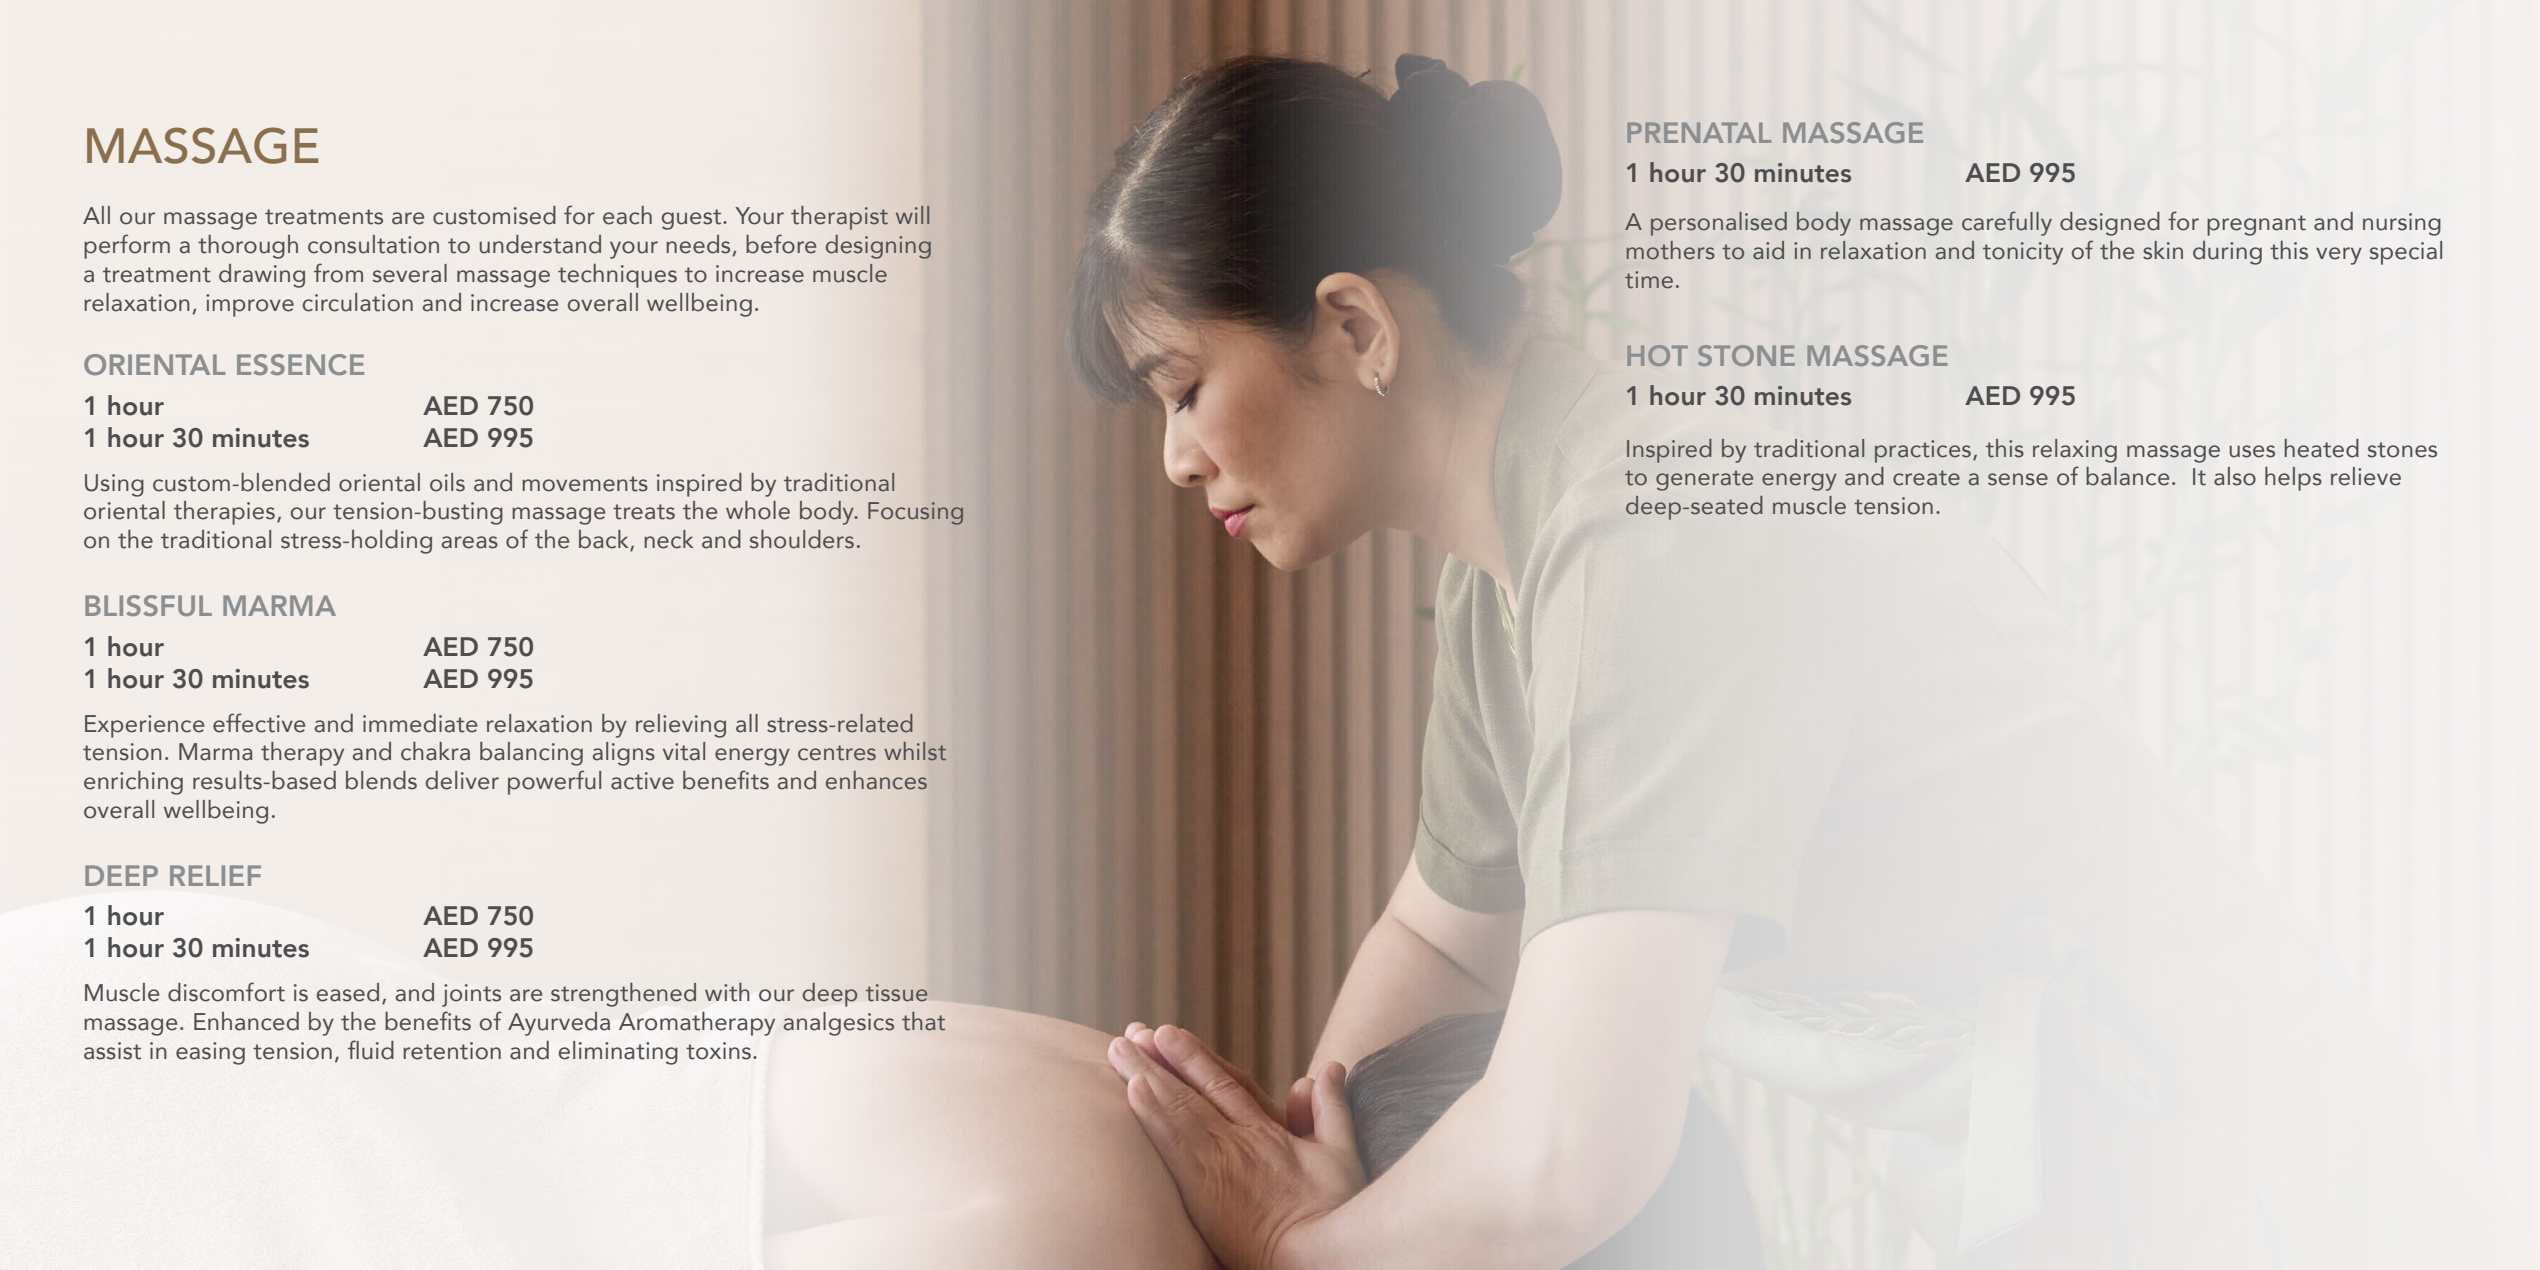 MASSAGE
All our massage treatments are customised for each guest. Your therapist will
perform a thorough consultation to understand your needs, before designing
a treatment drawing from several massage techniques to increase muscle
relaxation, improve circulation and increase overall wellbeing.
ORIENTAL ESSENCE
1 hour AED 750
1 hour 30 minutes AED 995
Using custom-blended oriental oils and movements inspired by traditional
oriental therapies, our tension-busting massage treats the whole body. Focusing
on the traditional stress-holding areas of the back, neck and shoulders.
BLISSFUL MARMA
1 hour AED 750
1 hour 30 minutes AED 995
Experience effective and immediate relaxation by relieving all stress-related
tension. Marma therapy and chakra balancing aligns vital energy centres whilst
enriching results-based blends deliver powerful active benefits and enhances
overall wellbeing.
DEEP RELIEF
1 hour AED 750
1 hour 30 minutes AED 995
Muscle discomfort is eased, and joints are strengthened with our deep tissue
massage. Enhanced by the benefits of Ayurveda Aromatherapy analgesics that
assist in easing tension, fluid retention and eliminating toxins.
PRENATAL MASSAGE
1 hour 30 minutes AED 995
A personalised body massage carefully designed for pregnant and nursing
mothers to aid in relaxation and tonicity of the skin during this very special
time.
HOT STONE MASSAGE
1 hour 30 minutes AED 995
Inspired by traditional practices, this relaxing massage uses heated stones
to generate energy and create a sense of balance.  It also helps relieve
deep-seated muscle tension.